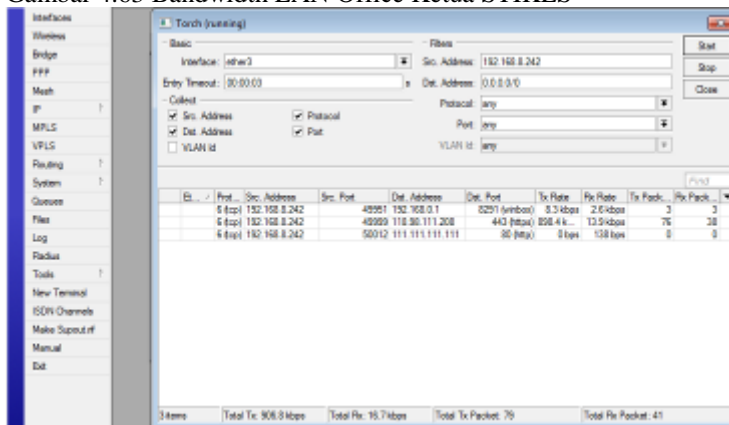 Gambar 4.63 Bandwidth LAN Office Ketua STIKES
Interfaces
Wireless
Bridge
PPP
Mesh
IP
MPLS
VPLS
Routing
System
Queues
Files
Log
Radius
Tools
New Terminal
ISDN Channels
Make Supout.rif
Manual
Exit
Torch (running)
Basic
Interface: ether3
Entry Timeout: 00:00:03 s
Collect
Src. Address Protocol
Dst. Address Port
VLAN Id
Filters
Src. Address: 192.168.8.242
Dst. Address: 0.0.0.0/0
Protocol: any
Port: any
VLAN Id: any
Start
Stop
Close
Find
Et... Prot... Src. Address Src. Port Dst. Address Dst. Port Tx Rate Rx Rate Tx Pack... Rx Pack...
6 (tcp) 192.168.8.242 49951 192.168.0.1 8291 (winbox) 8.3 kbps 2.6 kbps 3 3
6 (tcp) 192.168.8.242 49999 118.98.111.208 443 (https) 898.4 k... 13.9 kbps 76 38
6 (tcp) 192.168.8.242 50012 111.111.111.111 80 (http) 0 bps 138 bps 0 0
3 items Total Tx: 906.8 kbps Total Rx: 16.7 kbps Total Tx Packet: 79 Total Rx Packet: 41